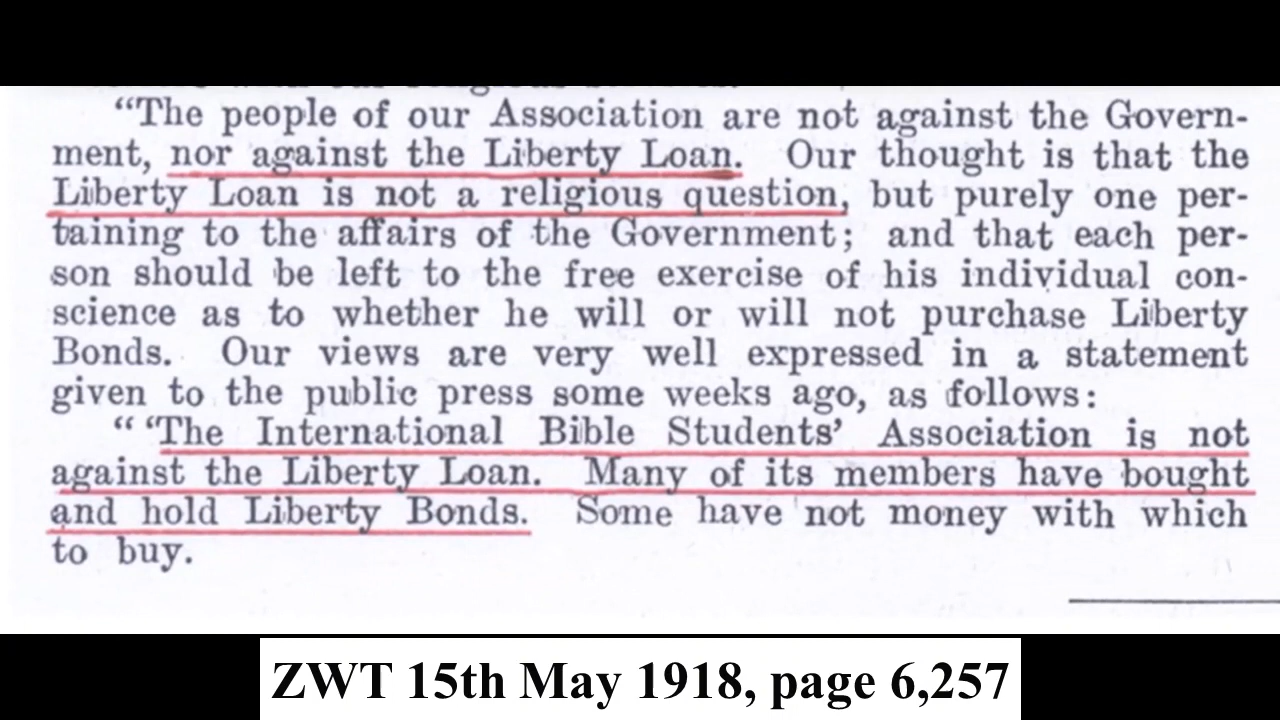 “The people of our Association are not against the Govern-
ment, nor against the Liberty Loan. Our thought is that the
Liberty Loan is not a religious question, but purely one per-
taining to the affairs of the Government; and that each per-
son should be left to the free exercise of his individual con-
science as to whether he will or will not purchase Liberty
Bonds. Our views are very well expressed in a statement
given to the public press some weeks ago, as follows:
“ ‘The International Bible Students’ Association is not
against the Liberty Loan. Many of its members have bought
and hold Liberty Bonds. Some have not money with which
to buy.
ZWT 15th May 1918, page 6,257